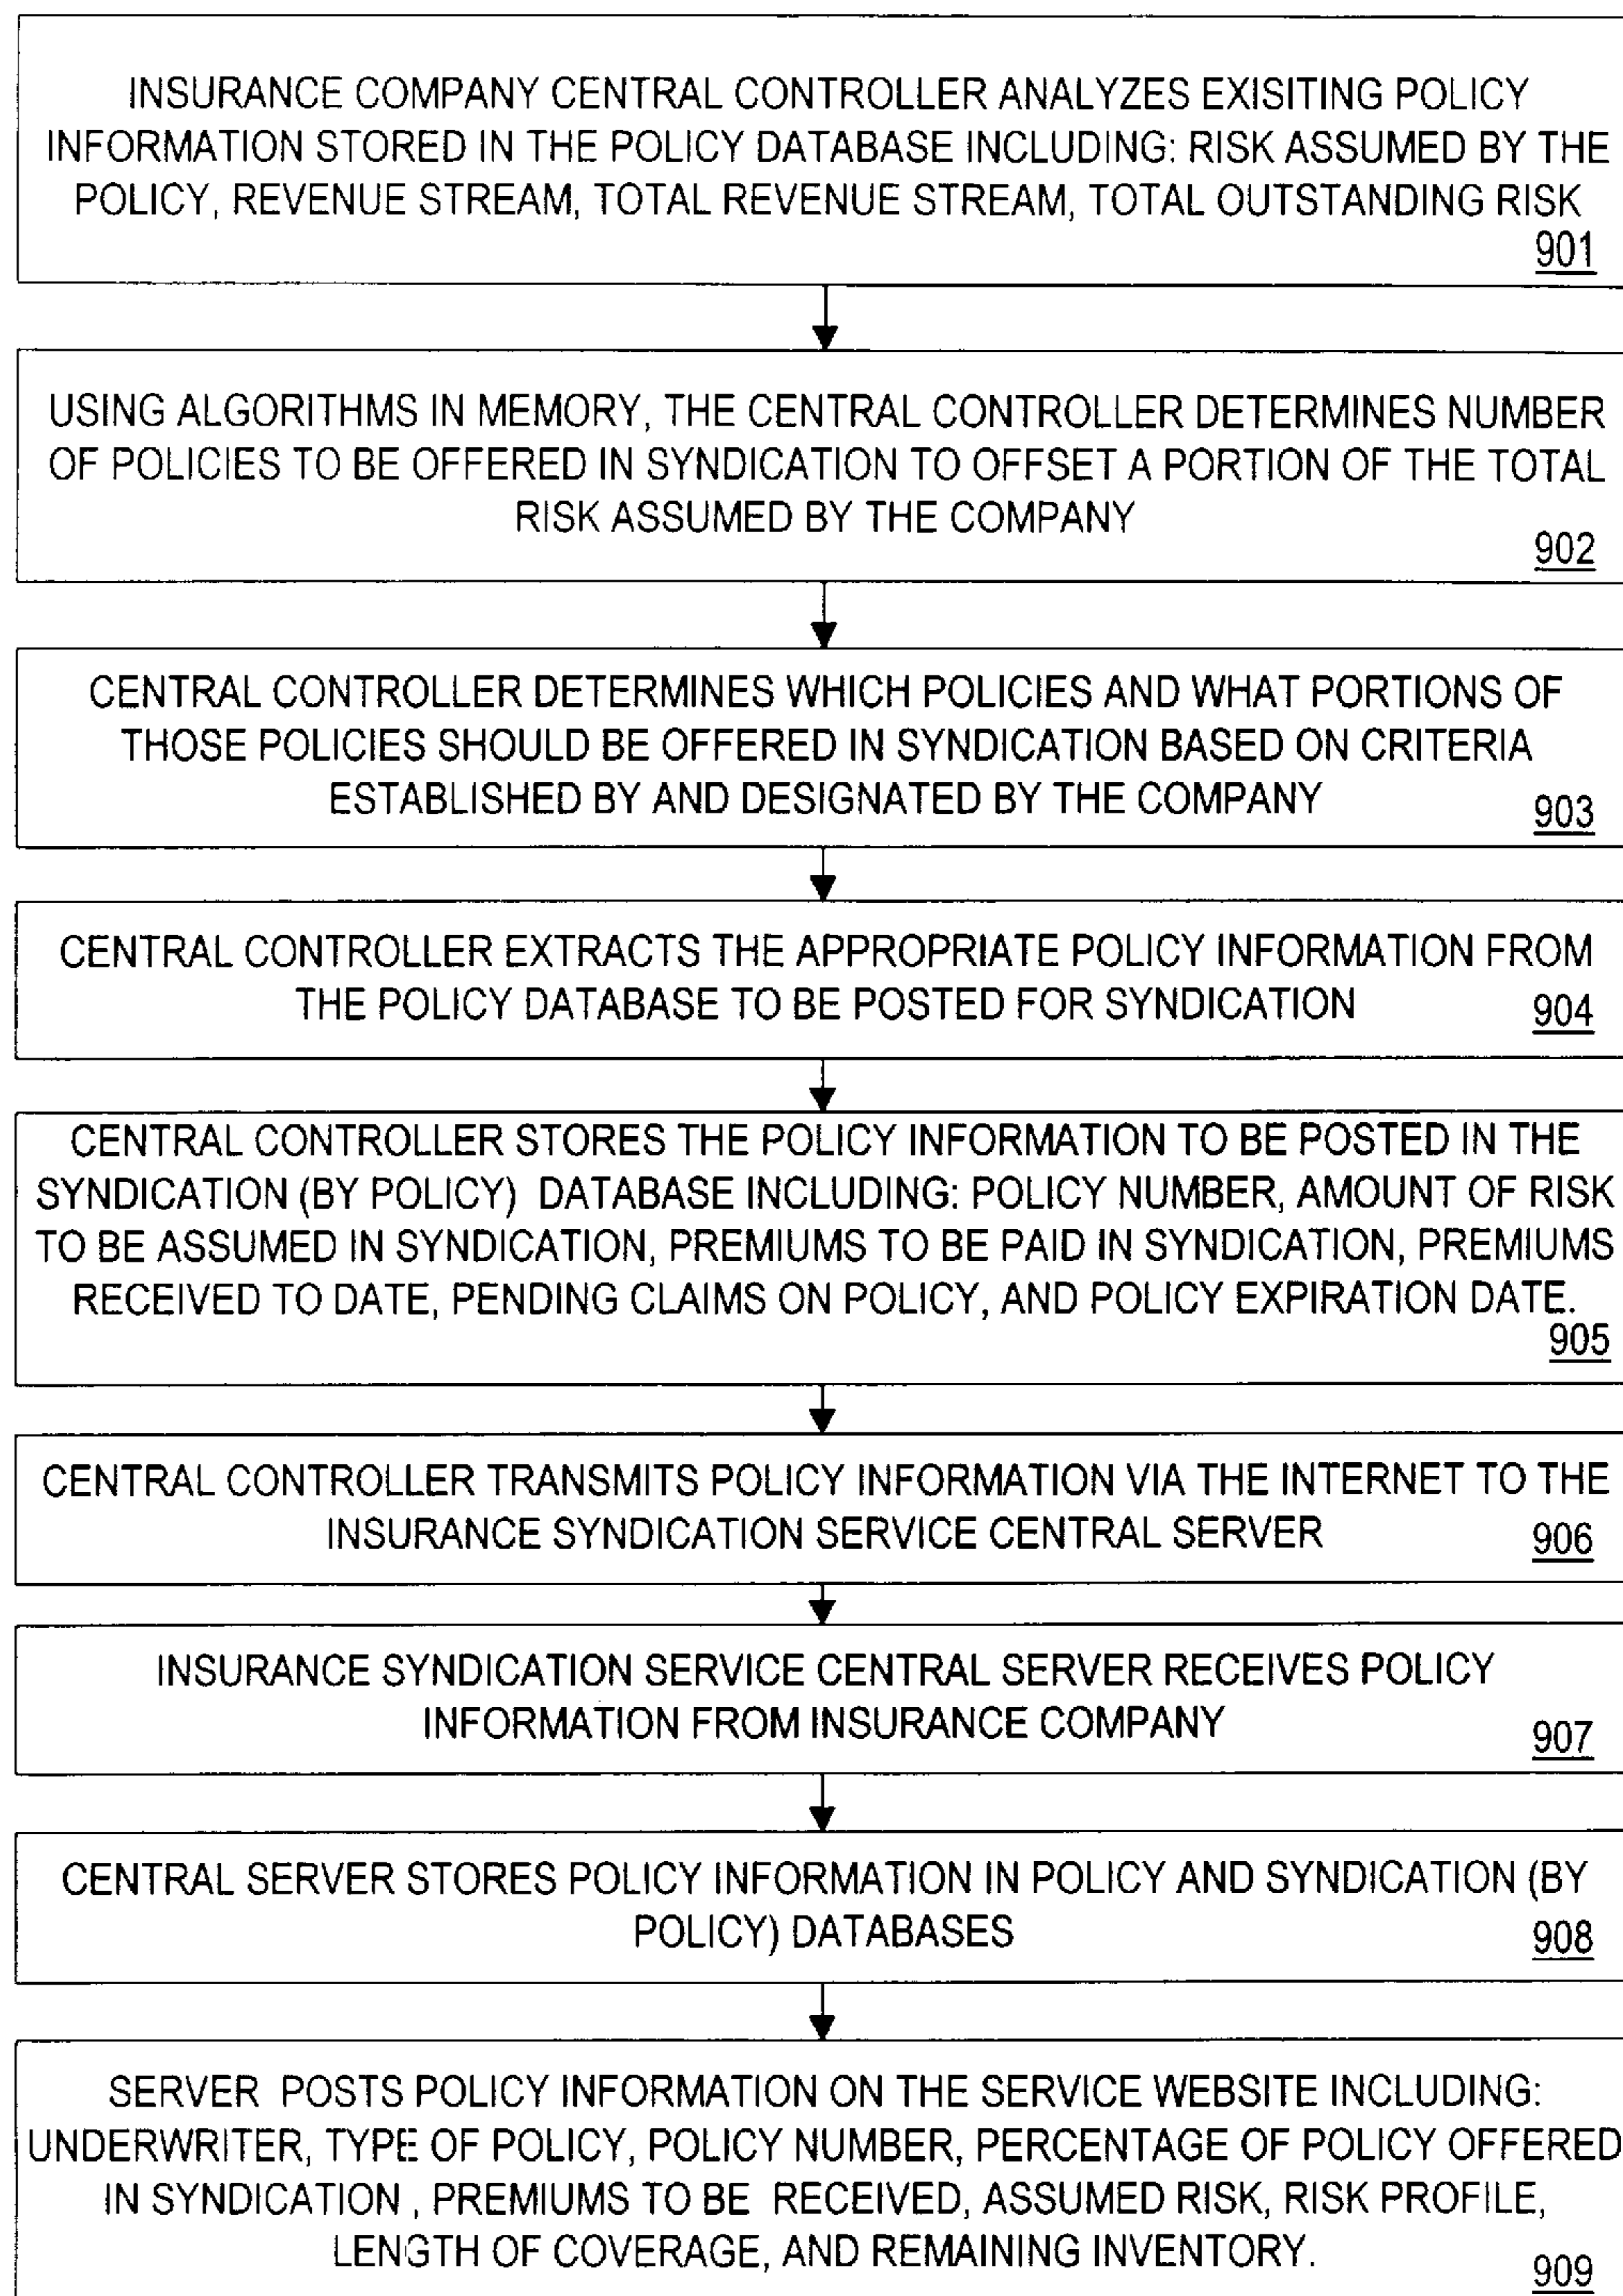 INSURANCE COMPANY CENTRAL CONTROLLER ANALYZES EXISITING POLICY
INFORMATION STORED IN THE POLICY DATABASE INCLUDING: RISK ASSUMED BY THE
POLICY, REVENUE STREAM, TOTAL REVENUE STREAM, TOTAL OUTSTANDING RISK
901
USING ALGORITHMS IN MEMORY, THE CENTRAL CONTROLLER DETERMINES NUMBER
OF POLICIES TO BE OFFERED IN SYNDICATION TO OFFSET A PORTION OF THE TOTAL
RISK ASSUMED BY THE COMPANY
902
CENTRAL CONTROLLER DETERMINES WHICH POLICIES AND WHAT PORTIONS OF
THOSE POLICIES SHOULD BE OFFERED IN SYNDICATION BASED ON CRITERIA
ESTABLISHED BY AND DESIGNATED BY THE COMPANY
903
CENTRAL CONTROLLER EXTRACTS THE APPROPRIATE POLICY INFORMATION FROM
THE POLICY DATABASE TO BE POSTED FOR SYNDICATION
904
CENTRAL CONTROLLER STORES THE POLICY INFORMATION TO BE POSTED IN THE
SYNDICATION (BY POLICY) DATABASE INCLUDING: POLICY NUMBER, AMOUNT OF RISK
TO BE ASSUMED IN SYNDICATION, PREMIUMS TO BE PAID IN SYNDICATION, PREMIUMS
RECEIVED TO DATE, PENDING CLAIMS ON POLICY, AND POLICY EXPIRATION DATE.
905
CENTRAL CONTROLLER TRANSMITS POLICY INFORMATION VIA THE INTERNET TO THE
INSURANCE SYNDICATION SERVICE CENTRAL SERVER
906
INSURANCE SYNDICATION SERVICE CENTRAL SERVER RECEIVES POLICY
INFORMATION FROM INSURANCE COMPANY
907
CENTRAL SERVER STORES POLICY INFORMATION IN POLICY AND SYNDICATION (BY
POLICY) DATABASES
908
SERVER POSTS POLICY INFORMATION ON THE SERVICE WEBSITE INCLUDING:
UNDERWRITER, TYPE OF POLICY, POLICY NUMBER, PERCENTAGE OF POLICY OFFERED
IN SYNDICATION , PREMIUMS TO BE RECEIVED, ASSUMED RISK, RISK PROFILE,
LENGTH OF COVERAGE, AND REMAINING INVENTORY.
909